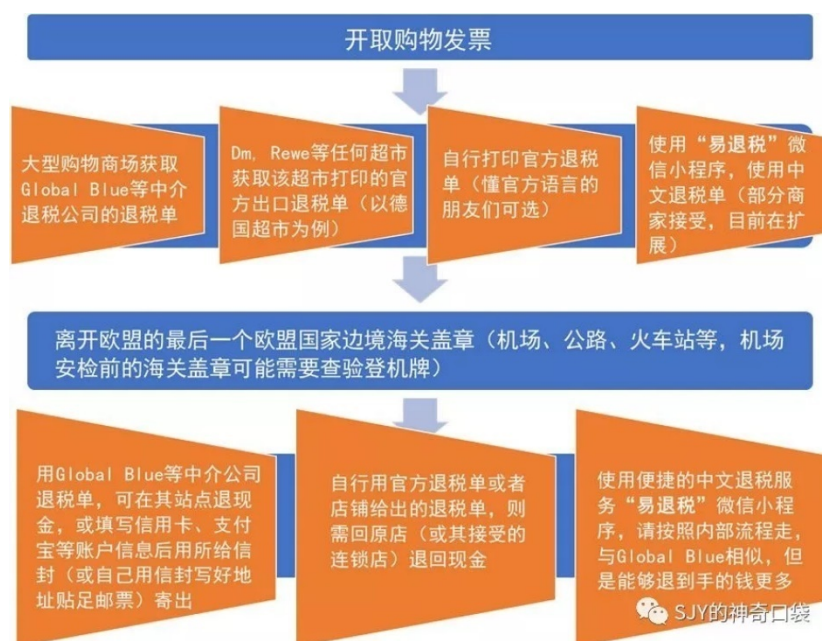 开取购物发票
大型购物商场获取
Global Blue等中介
退税公司的退税单
Dm, Rewe等任何超市
获取该超市打印的官
方出口退税单（以德
国超市为例）
自行打印官方退税
单（懂官方语言的
朋友们可选）
使用“易退税”微
信小程序，使用中
文退税单（部分商
家接受，目前在扩
展）
离开欧盟的最后一个欧盟国家边境海关盖章（机场、公路、火车站等，机场
安检前的海关盖章可能需要查验登机牌）
用Global Blue等中介公司
退税单，可在其站点退现
金，或填写信用卡、支付
宝等账户信息后用所给信
封（或自己用信封写好地
址贴足邮票）寄出
自行用官方退税单或者
店铺给出的退税单，则
需回原店（或其接受的
连锁店）退回现金
使用便捷的中文退税服
务“易退税”微信小程
序，请按照内部流程走，
与Global Blue相似，但
是能够退到手的钱更多
SJY的神奇口袋